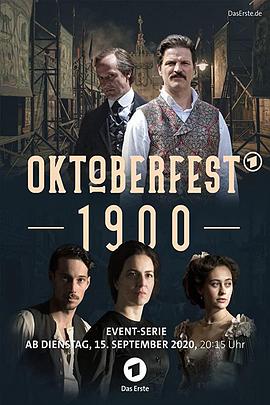 DasErste.de
OKTOBERFEST
1900
EVENT-SERIE
AB DIENSTAG, 15. SEPTEMBER 2020, 20:15 Uhr
Das Erste